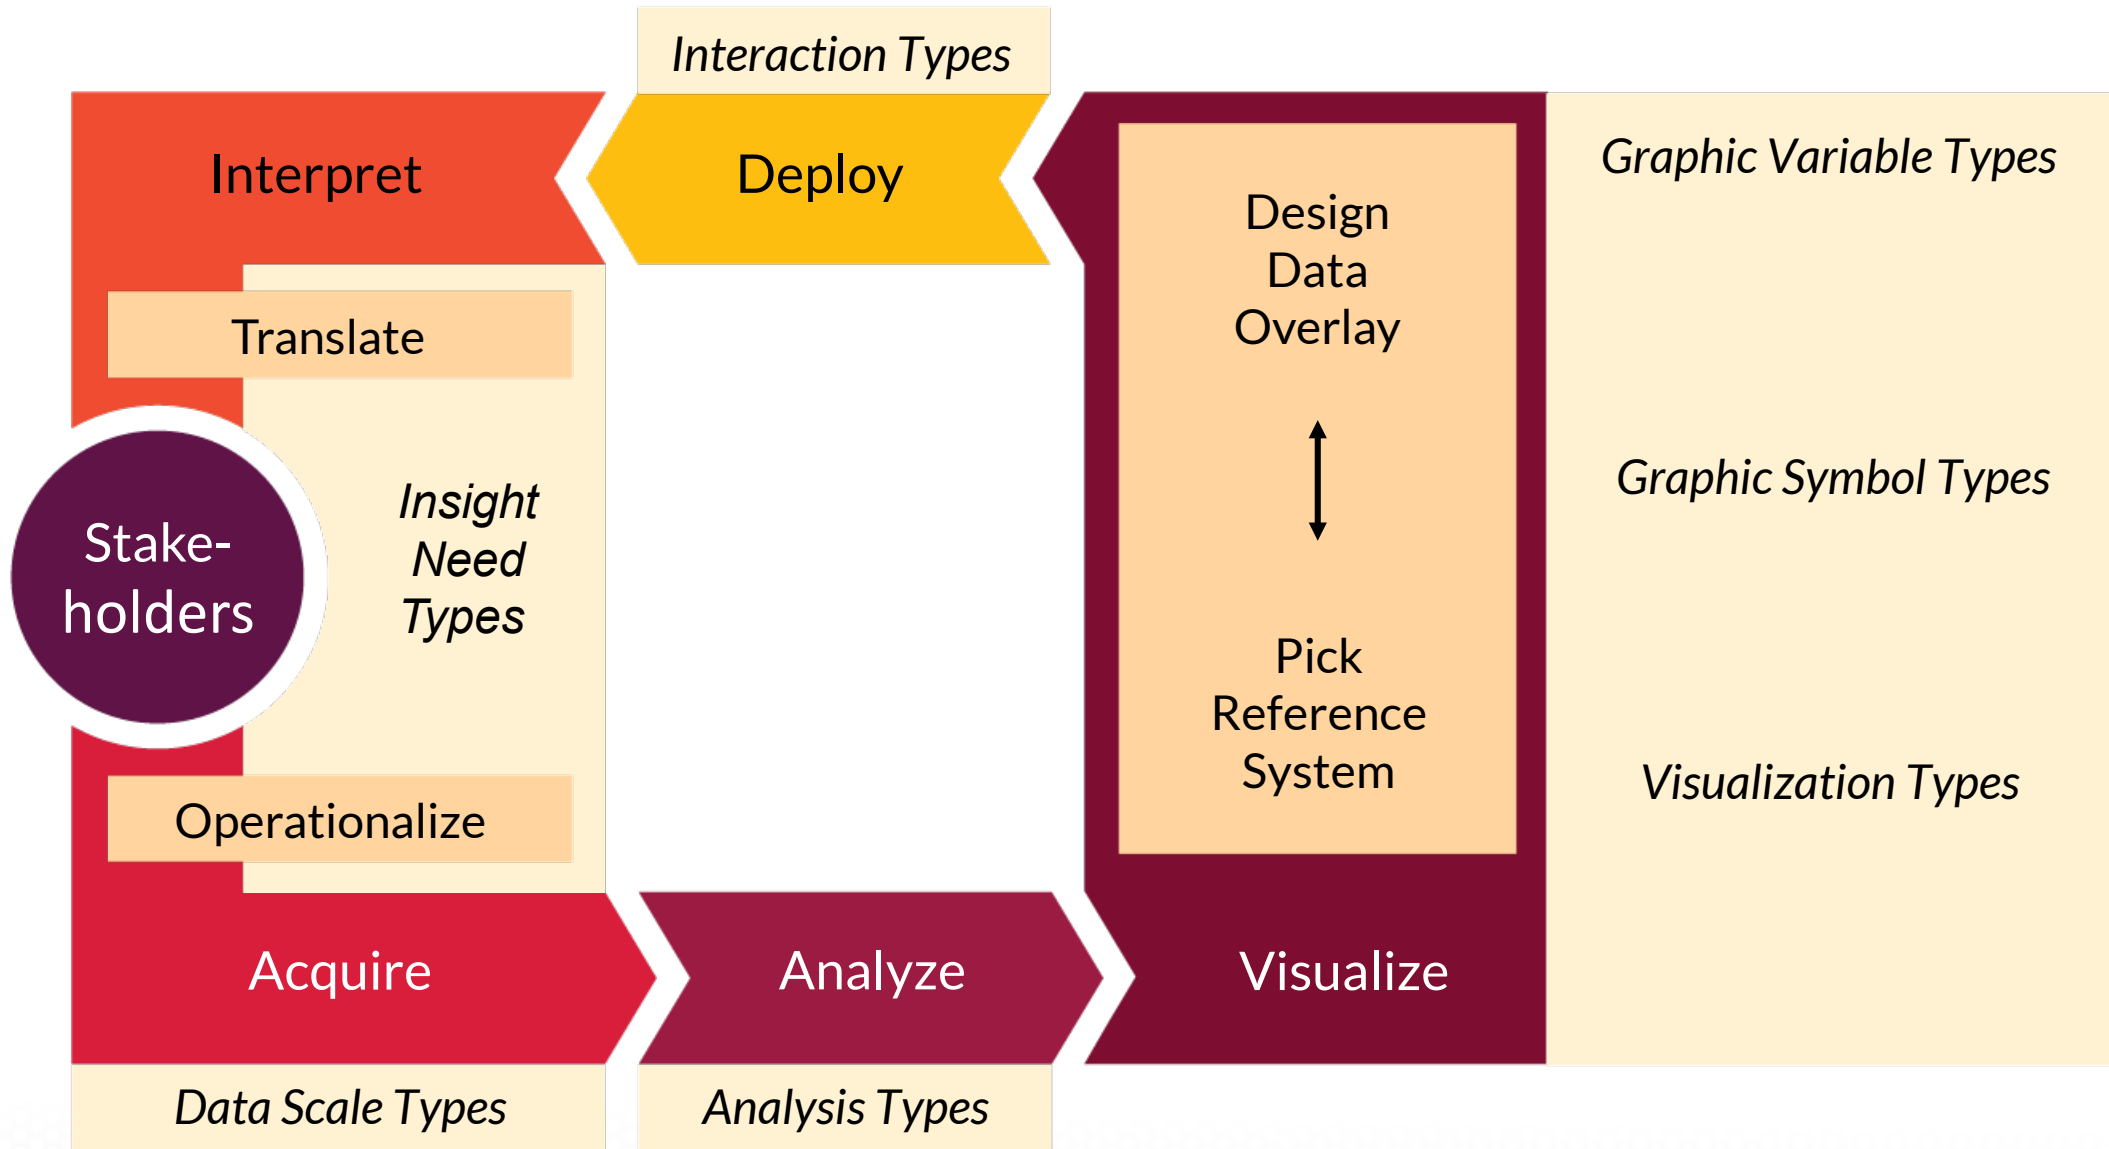 Interaction Types
Interpret
Deploy
Design
Data
Overlay
Graphic Variable Types
Translate
Insight
Need
Types
Stake-
holders
Graphic Symbol Types
Pick
Reference
System
Visualization Types
Operationalize
Acquire
Analyze
Visualize
Data Scale Types
Analysis Types